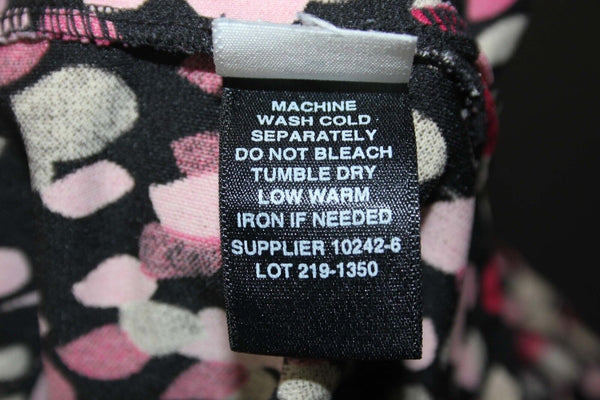 MACHINE
WASH COLD
SEPARATELY
DO NOT BLEACH
TUMBLE DRY
LOW WARM
IRON IF NEEDED
SUPPLIER 10242-6
LOT 219-1350